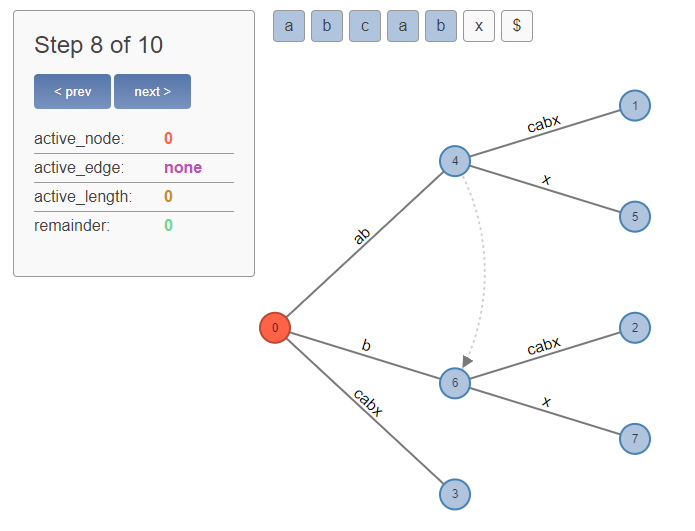 Step 8 of 10
< prev next >
active_node: 0
active_edge: none
active_length: 0
remainder: 0
a b c a b x $
cabx
1
4
x
5
ab
0
b
cabx
2
6
x
7
cabx
3